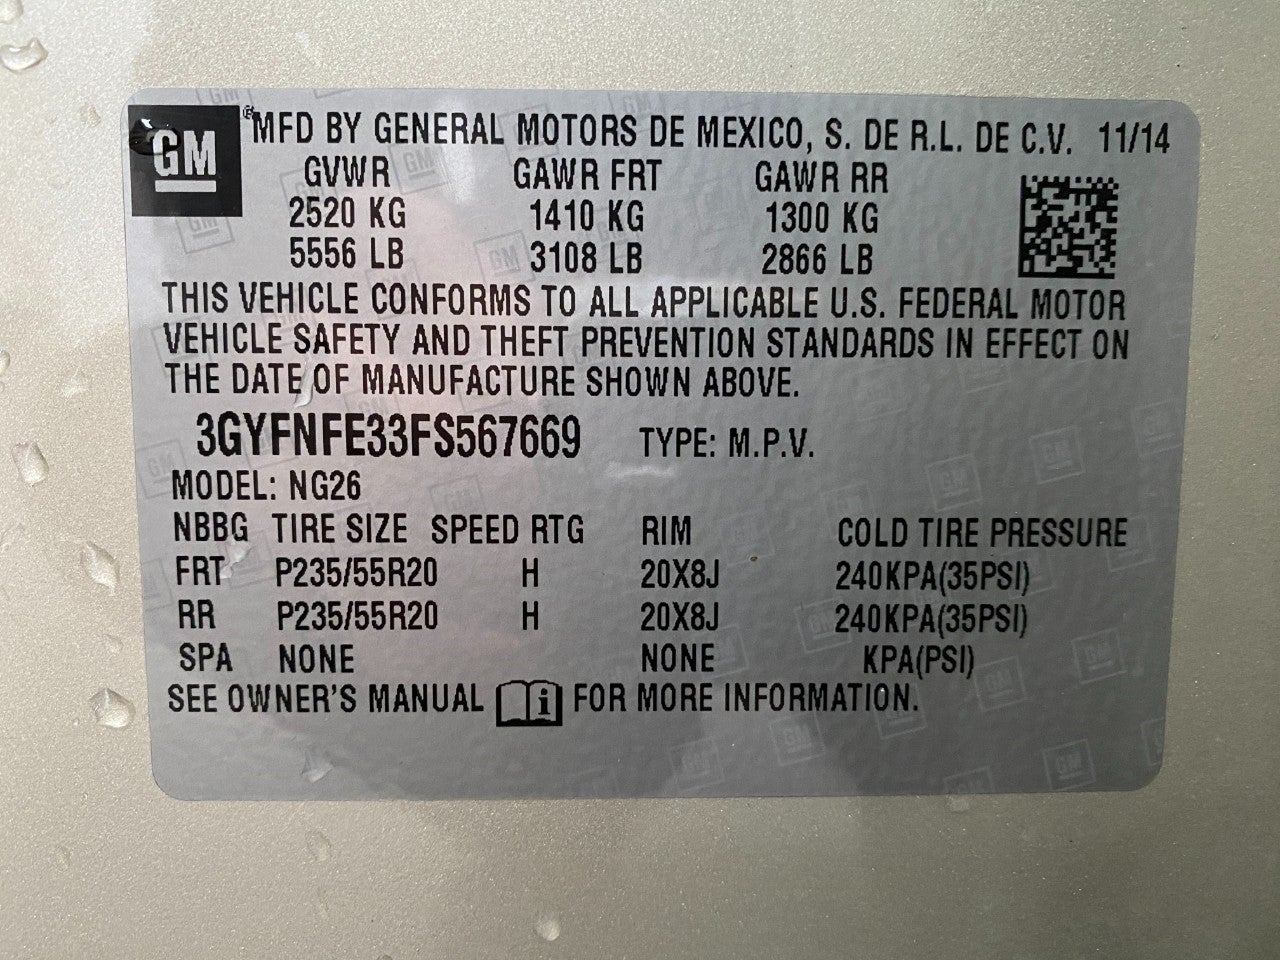 GM ® MFD BY GENERAL MOTORS DE MEXICO, S. DE R.L. DE C.V. 11/14
GVWR GAWR FRT GAWR RR
2520 KG 1410 KG 1300 KG
5556 LB 3108 LB 2866 LB
THIS VEHICLE CONFORMS TO ALL APPLICABLE U.S. FEDERAL MOTOR
VEHICLE SAFETY AND THEFT PREVENTION STANDARDS IN EFFECT ON
THE DATE OF MANUFACTURE SHOWN ABOVE.
3GYFNFE33FS567669 TYPE: M.P.V.
MODEL: NG26
NBBG TIRE SIZE SPEED RTG RIM COLD TIRE PRESSURE
FRT P235/55R20 H 20X8J 240KPA(35PSI)
RR P235/55R20 H 20X8J 240KPA(35PSI)
SPA NONE NONE KPA(PSI)
SEE OWNER'S MANUAL i FOR MORE INFORMATION.